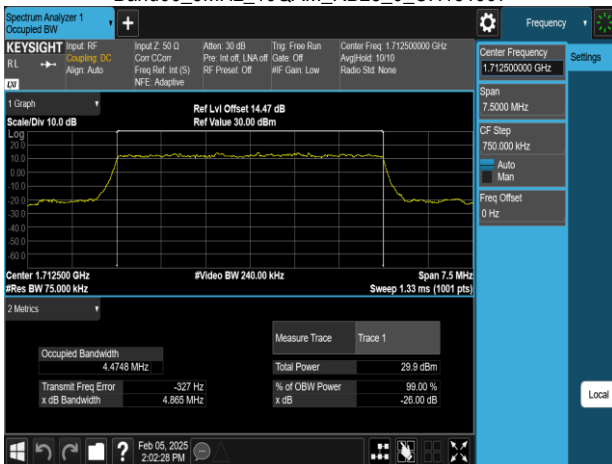 Spectrum Analyzer 1
Occupied BW
Frequency
KEYSIGHT
RL
LXI
Input: RF
Coupling: DC
Align: Auto
Input Z: 50 Ω
Corr CCorr
Freq Ref: Int (S)
NFE: Adaptive
Atten: 30 dB
Pre: Int off, LNA off
RF Presel: Off
Trig: Free Run
Gate: Off
#IF Gain: Low
Center Freq: 1.712500000 GHz
Avg|Hold: 10/10
Radio Std: None
Center Frequency
1.712500000 GHz
Settings
Span
7.5000 MHz
CF Step
750.000 kHz
Auto
Man
Freq Offset
0 Hz
1 Graph
Scale/Div 10.0 dB
Ref Lvl Offset 14.47 dB
Ref Value 30.00 dBm
Log
20.0
10.0
0.00
-10.0
-20.0
-30.0
-40.0
-50.0
-60.0
Center 1.712500 GHz
#Res BW 75.000 kHz
#Video BW 240.00 kHz
Span 7.5 MHz
Sweep 1.33 ms (1001 pts)
2 Metrics
Measure Trace Trace 1
Occupied Bandwidth
4.4748 MHz
Total Power 29.9 dBm
Transmit Freq Error -327 Hz
% of OBW Power 99.00 %
x dB Bandwidth 4.865 MHz
x dB -26.00 dB
Local
?
Feb 05, 2025
2:02:28 PM